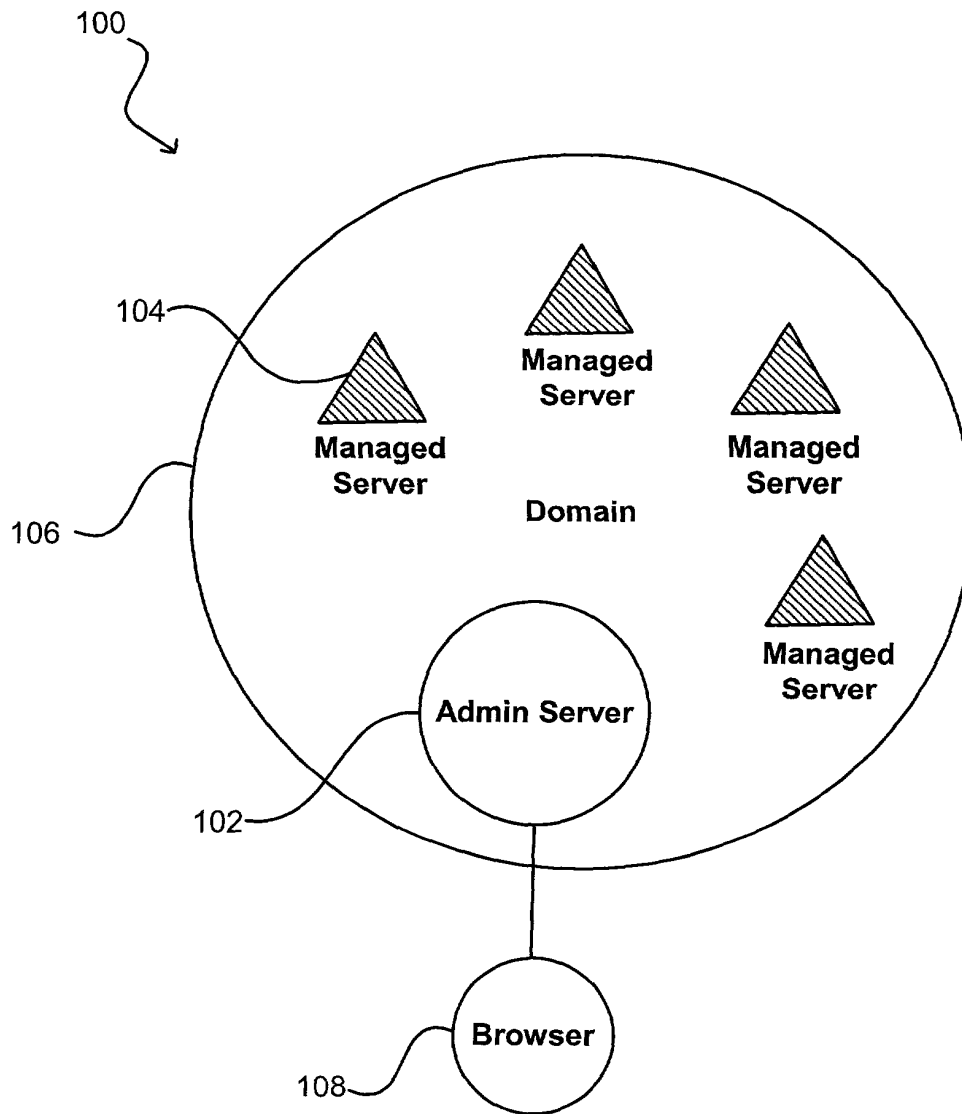 100
104
Managed
Server
Managed
Server
Managed
Server
106
Domain
Managed
Server
Admin Server
102
Browser
108